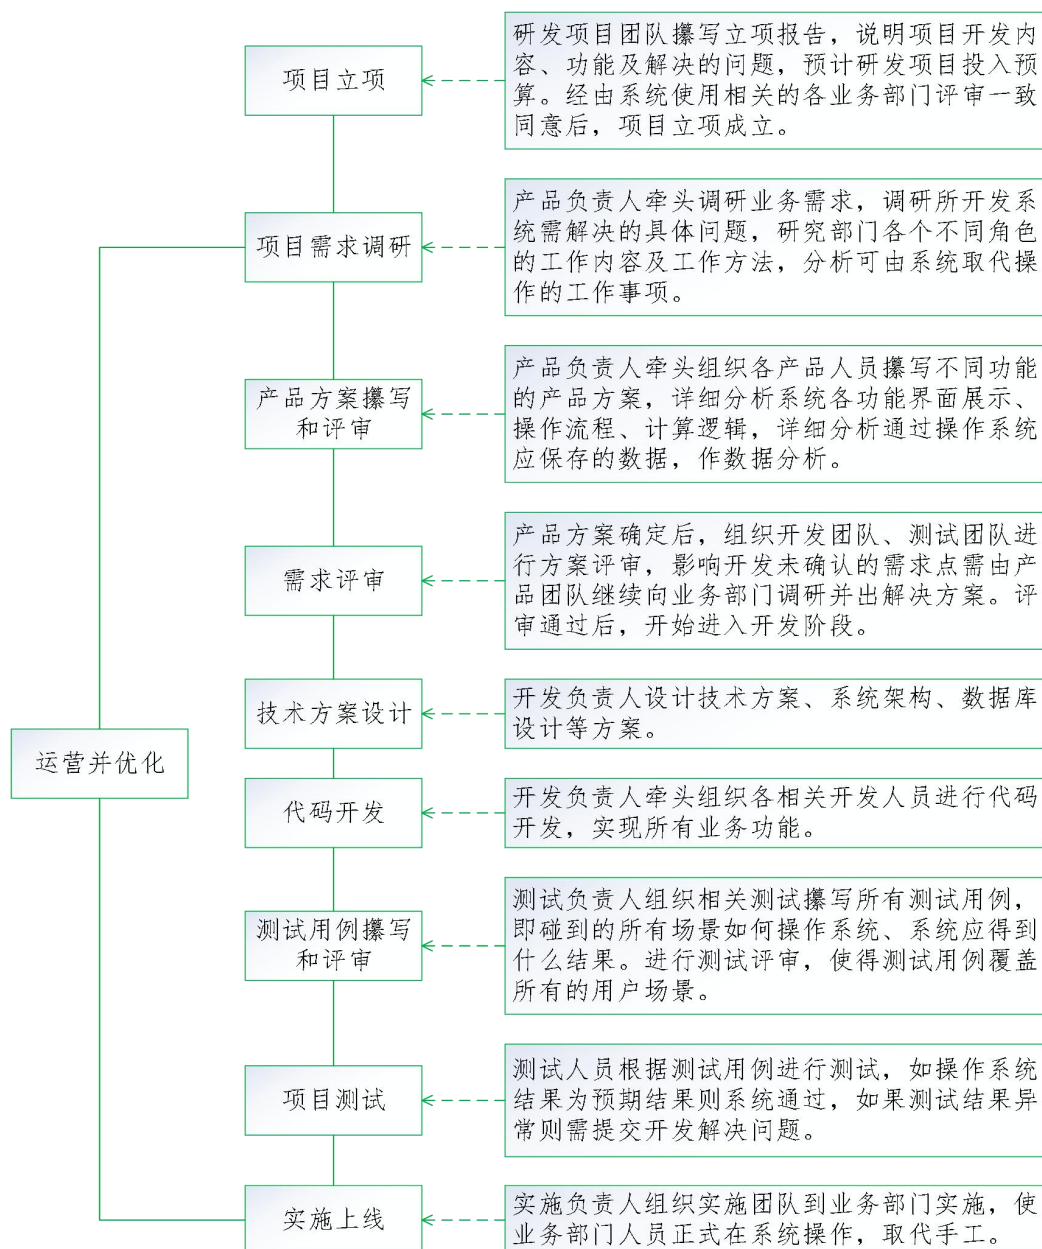 项目立项
研发项目团队攥写立项报告，说明项目开发内
容、功能及解决的问题，预计研发项目投入预
算。经由系统使用相关的各业务部门评审一致
同意后，项目立项成立。
项目需求调研
产品负责人牵头调研业务需求，调研所开发系
统需解决的具体问题，研究部门各个不同角色
的工作内容及工作方法，分析可由系统取代操
作的工作事项。
产品方案攥写
和评审
产品负责人牵头组织各产品人员攥写不同功能
的产品方案，详细分析系统各功能界面展示、
操作流程、计算逻辑，详细分析通过操作系统
应保存的数据，作数据分析。
需求评审
产品方案确定后，组织开发团队、测试团队进
行方案评审，影响开发未确认的需求点需由产
品团队继续向业务部门调研并出解决方案。评
审通过后，开始进入开发阶段。
技术方案设计
开发负责人设计技术方案、系统架构、数据库
设计等方案。
运营并优化
代码开发
开发负责人牵头组织各相关开发人员进行代码
开发，实现所有业务功能。
测试用例攥写
和评审
测试负责人组织相关测试攥写所有测试用例，
即碰到的所有场景如何操作系统、系统应得到
什么结果。进行测试评审，使得测试用例覆盖
所有的用户场景。
项目测试
测试人员根据测试用例进行测试，如操作系统
结果为预期结果则系统通过，如果测试结果异
常则需提交开发解决问题。
实施上线
实施负责人组织实施团队到业务部门实施，使
业务部门人员正式在系统操作，取代手工。